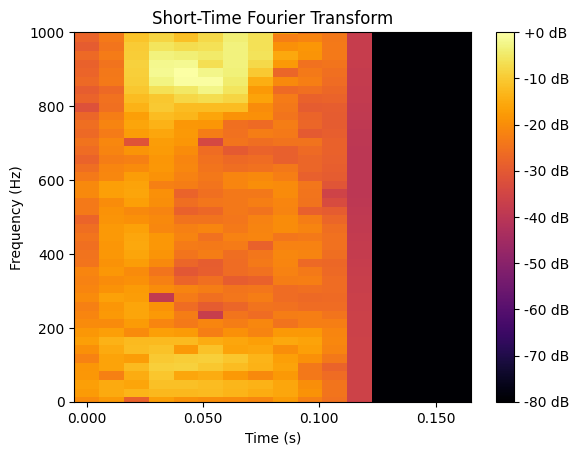 Short-Time Fourier Transform
1000
800
600
400
200
0
Frequency (Hz)
0.000
0.050
0.100
0.150
Time (s)
+0 dB
-10 dB
-20 dB
-30 dB
-40 dB
-50 dB
-60 dB
-70 dB
-80 dB